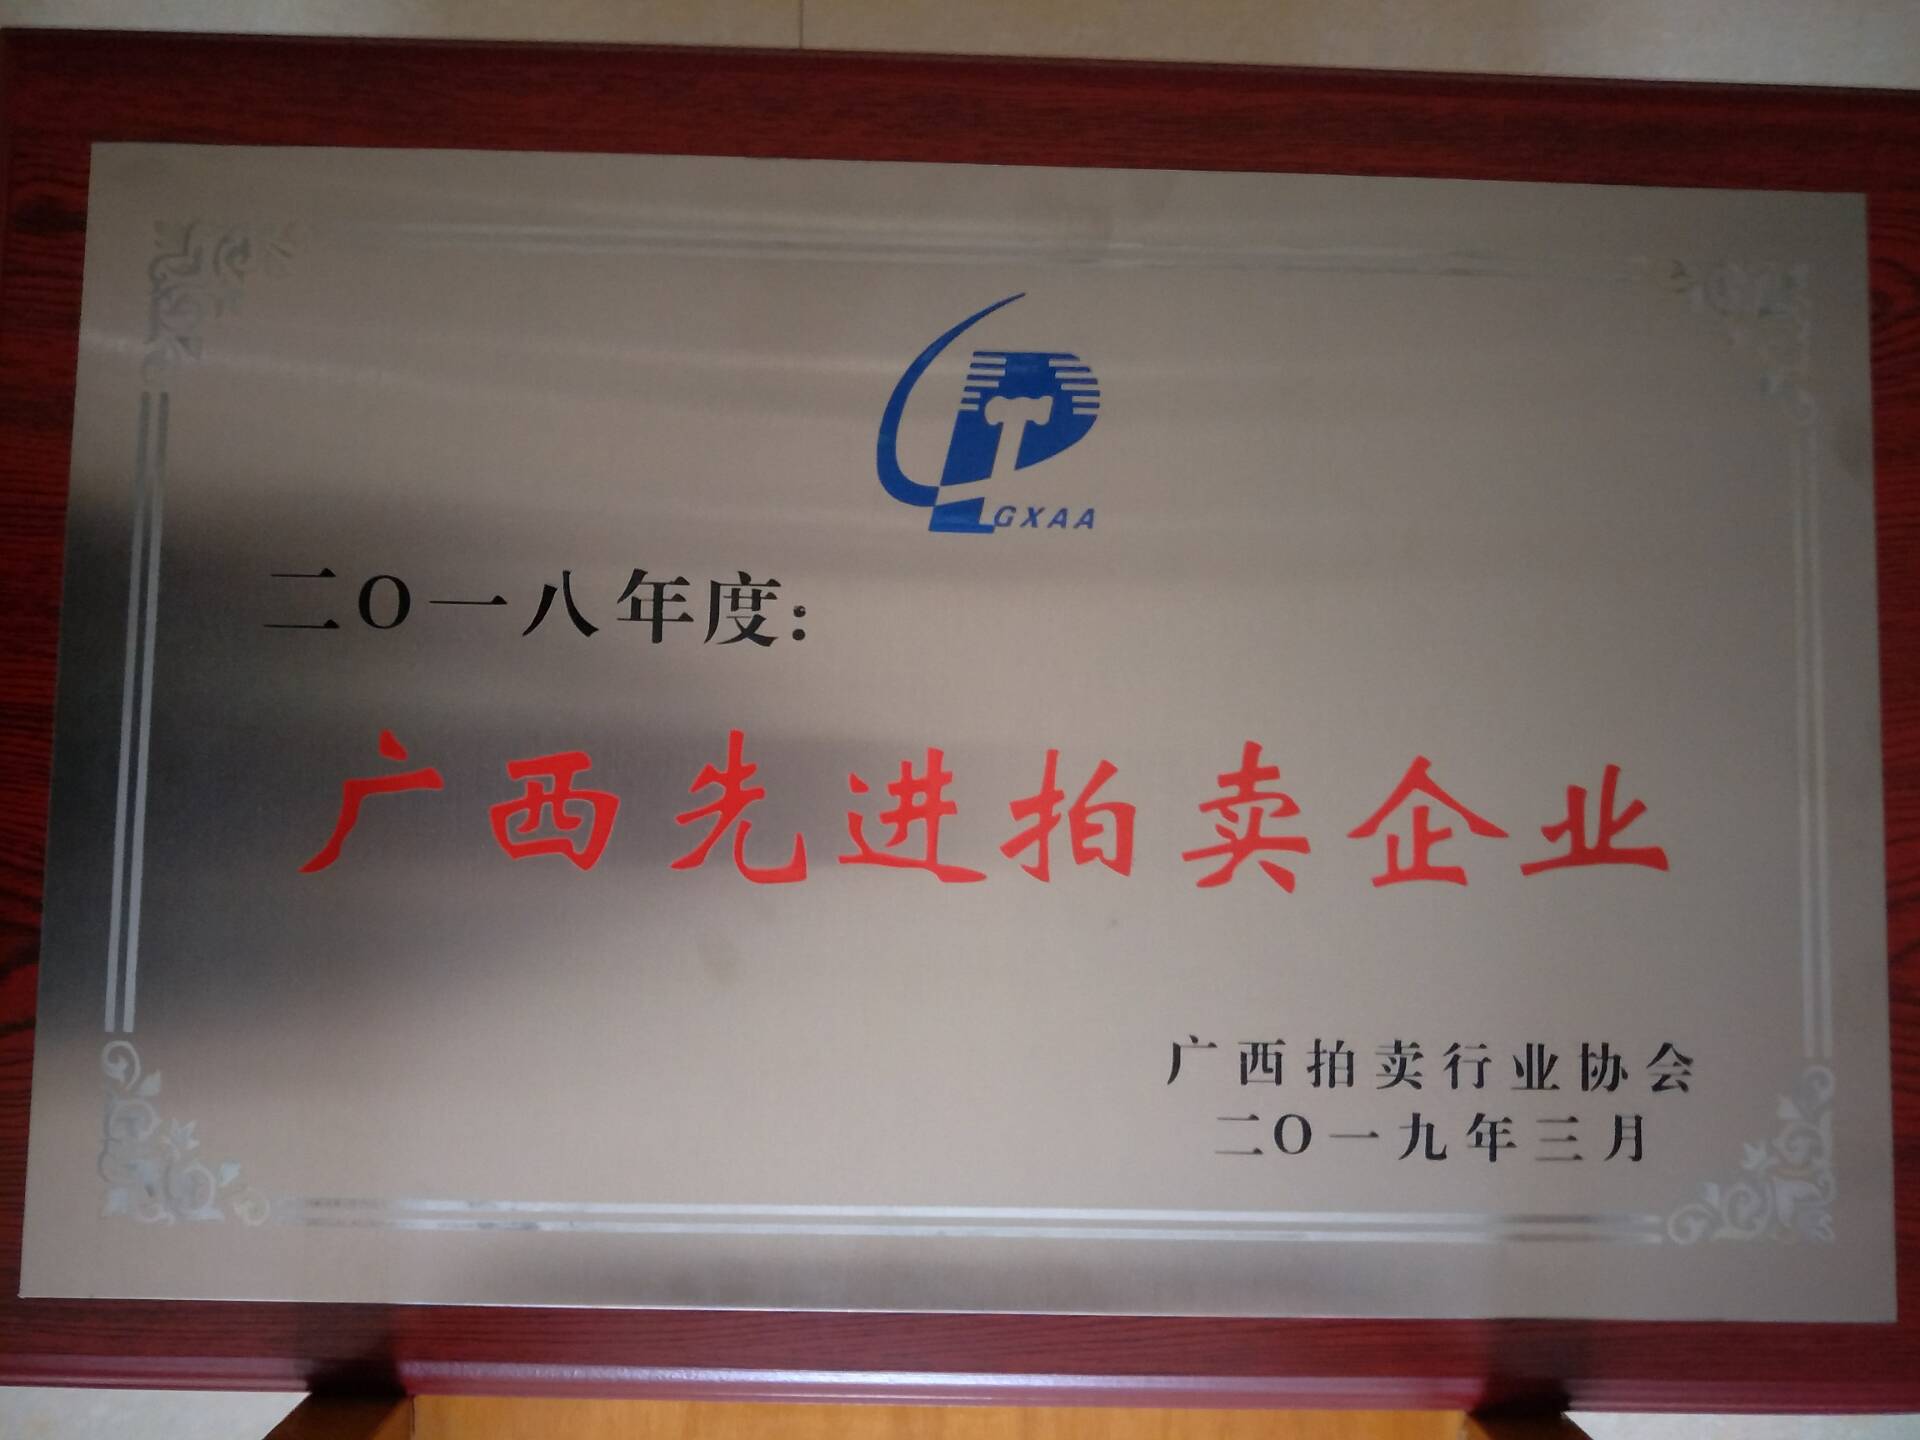 GXAA
二O一八年度:
广西先进拍卖企业
广西拍卖行业协会
二O一九年三月